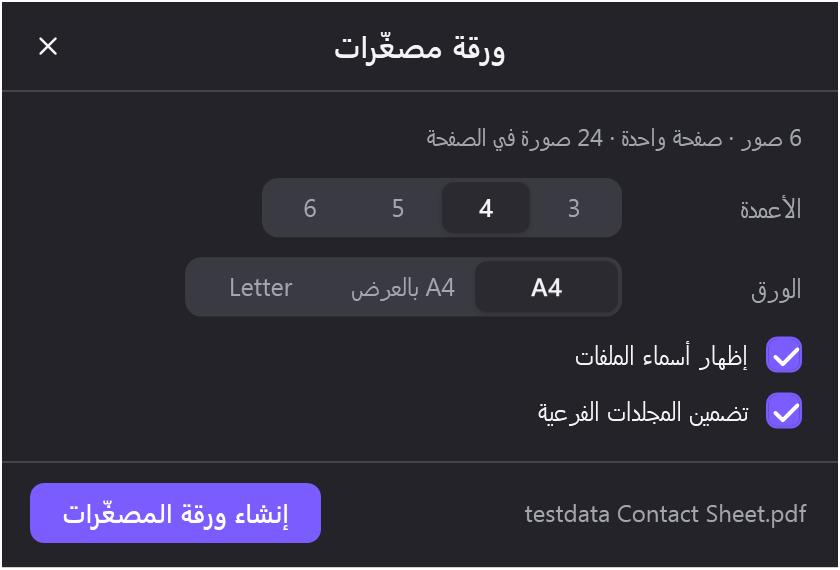 ورقة مصغّرات
6 صور · صفحة واحدة · 24 صورة في الصفحة
الأعمدة 3 4 5 6
الورق A4 A4 بالعرض Letter
إظهار أسماء الملفات
تضمين المجلدات الفرعية
testdata Contact Sheet.pdf إنشاء ورقة المصغّرات